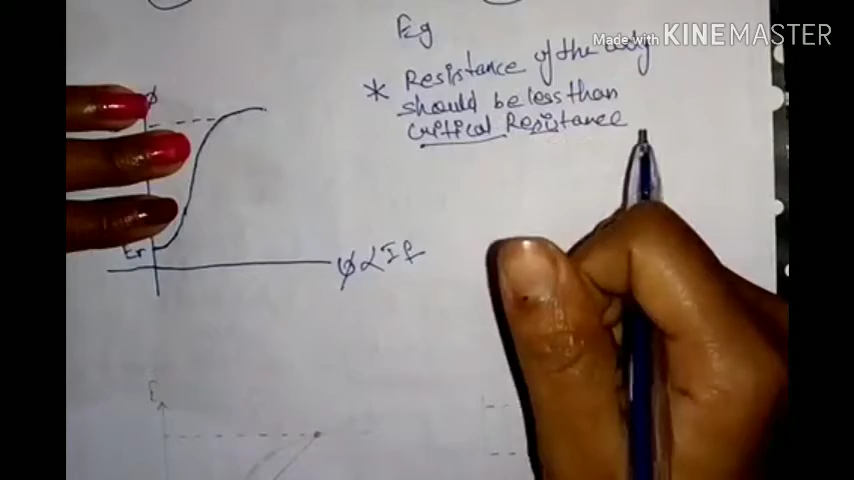 Eg
Made with KINEMASTER
* Resistance of the
should be less than
critical Resistance
Φ
Er
Φ α If
E